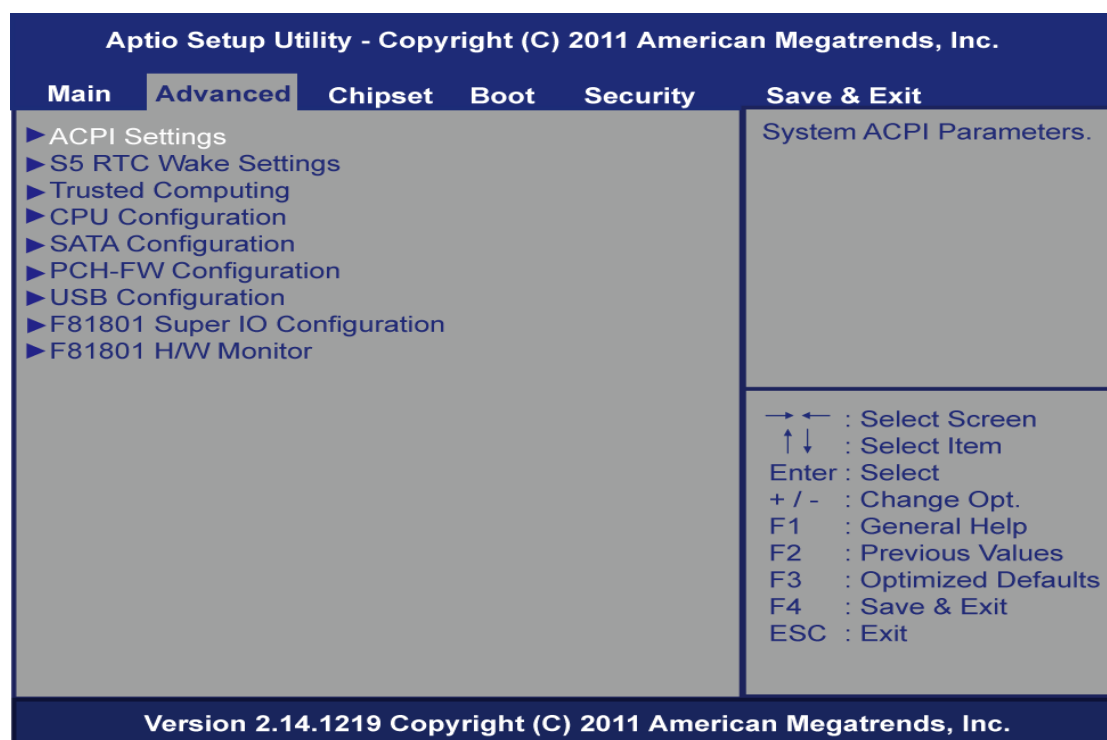 Aptio Setup Utility - Copyright (C) 2011 American Megatrends, Inc.
Main Advanced Chipset Boot Security Save & Exit
►ACPI Settings
►S5 RTC Wake Settings
►Trusted Computing
►CPU Configuration
►SATA Configuration
►PCH-FW Configuration
►USB Configuration
►F81801 Super IO Configuration
►F81801 H/W Monitor
System ACPI Parameters.
→ ← : Select Screen
↑ ↓ : Select Item
Enter : Select
+ / - : Change Opt.
F1 : General Help
F2 : Previous Values
F3 : Optimized Defaults
F4 : Save & Exit
ESC : Exit
Version 2.14.1219 Copyright (C) 2011 American Megatrends, Inc.